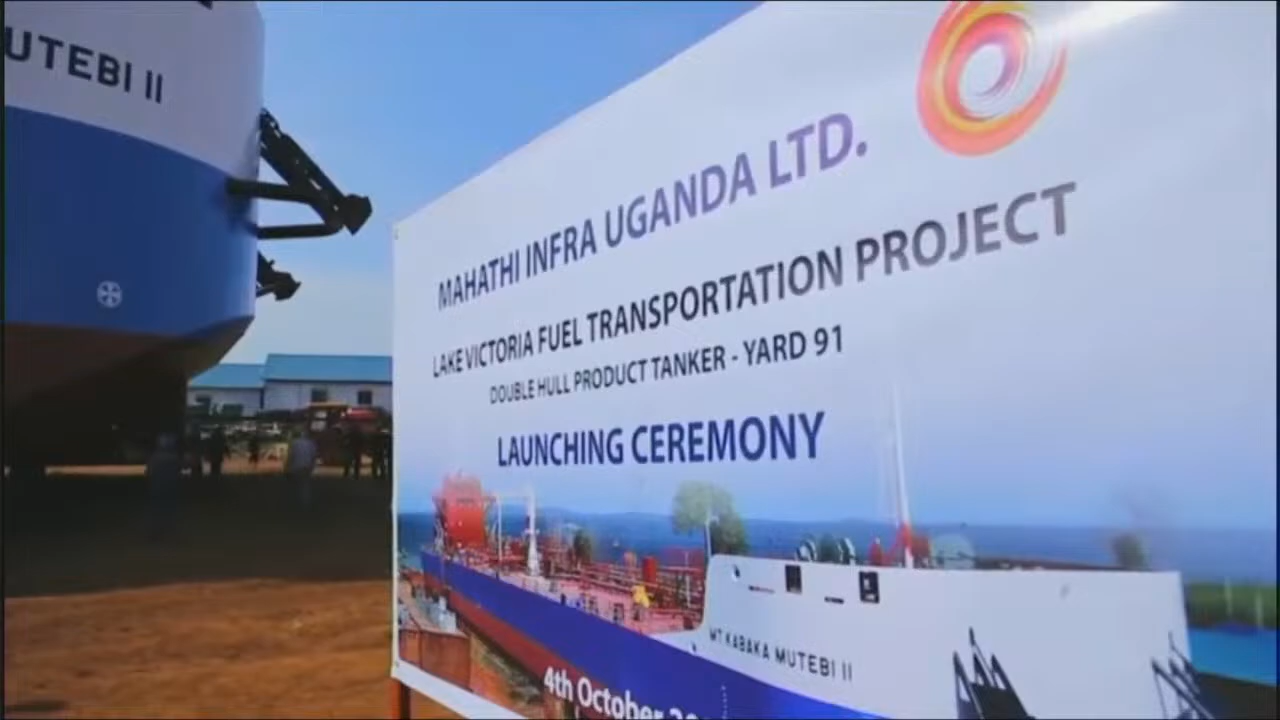 MUTEBI II
MAHATHI INFRA UGANDA LTD.
LAKE VICTORIA FUEL TRANSPORTATION PROJECT
DOUBLE HULL PRODUCT TANKER - YARD 91
LAUNCHING CEREMONY
MT KABAKA MUTEBI II
4th October